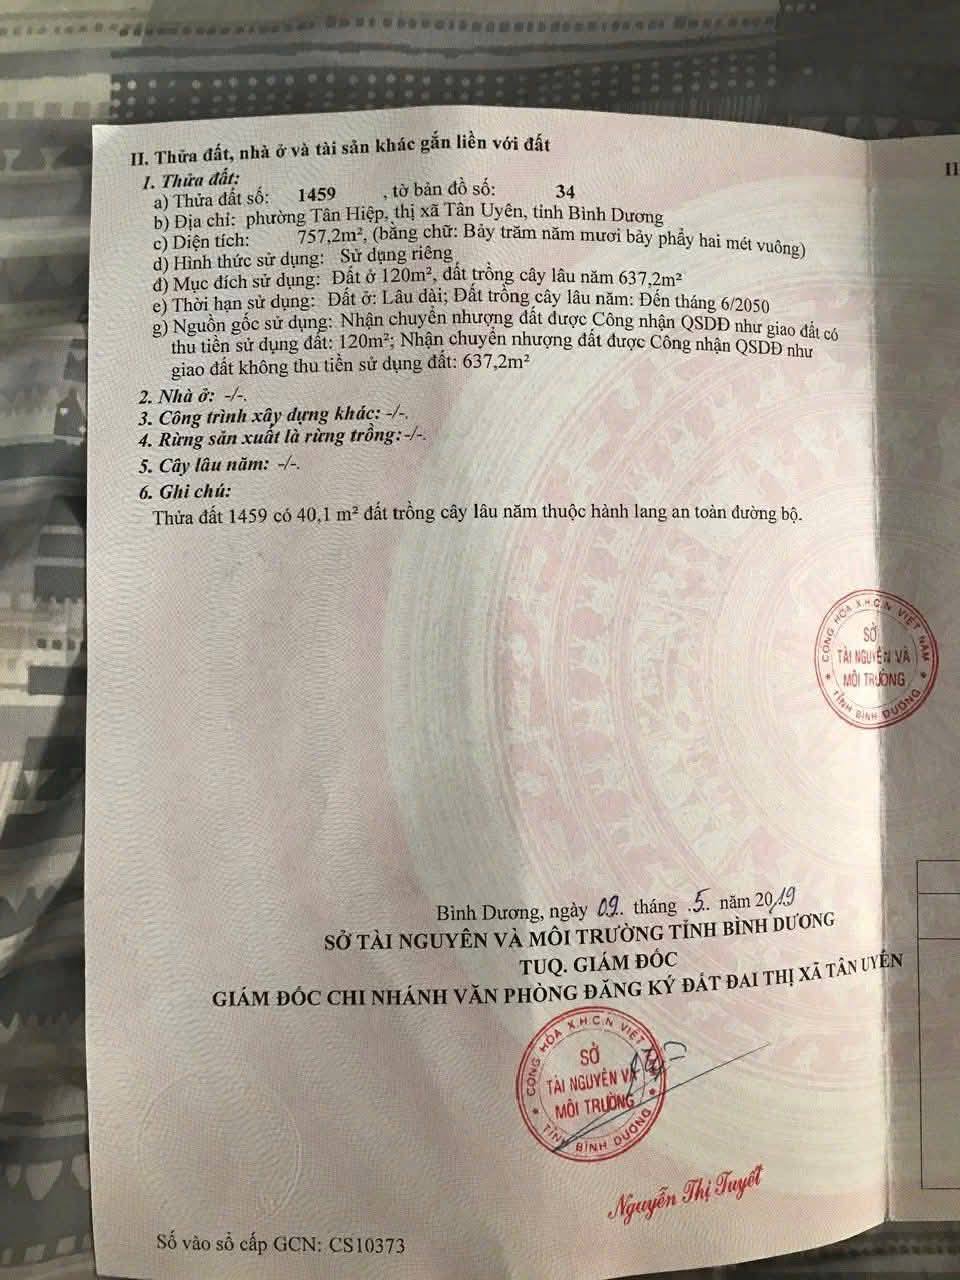 II. Thửa đất, nhà ở và tài sản khác gắn liền với đất
1. Thửa đất:
a) Thửa đất số: 1459 , tờ bản đồ số: 34
b) Địa chỉ: phường Tân Hiệp, thị xã Tân Uyên, tỉnh Bình Dương
c) Diện tích: 757,2m², (bằng chữ: Bảy trăm năm mươi bảy phẩy hai mét vuông)
d) Hình thức sử dụng: Sử dụng riêng
đ) Mục đích sử dụng: Đất ở 120m², đất trồng cây lâu năm 637,2m²
e) Thời hạn sử dụng: Đất ở: Lâu dài; Đất trồng cây lâu năm: Đến tháng 6/2050
g) Nguồn gốc sử dụng: Nhận chuyển nhượng đất được Công nhận QSDĐ như giao đất có
thu tiền sử dụng đất: 120m²; Nhận chuyển nhượng đất được Công nhận QSDĐ như
giao đất không thu tiền sử dụng đất: 637,2m²
2. Nhà ở: -/-.
3. Công trình xây dựng khác: -/-.
4. Rừng sản xuất là rừng trồng: -/-.
5. Cây lâu năm: -/-.
6. Ghi chú:
Thửa đất 1459 có 40,1 m² đất trồng cây lâu năm thuộc hành lang an toàn đường bộ.
CỘNG HÒA X.H.C.N VIỆT NAM
SỞ
TÀI NGUYÊN VÀ
MÔI TRƯỜNG
TỈNH BÌNH DƯƠNG
Bình Dương, ngày 09 tháng 5 năm 2019
SỞ TÀI NGUYÊN VÀ MÔI TRƯỜNG TỈNH BÌNH DƯƠNG
TUQ. GIÁM ĐỐC
GIÁM ĐỐC CHI NHÁNH VĂN PHÒNG ĐĂNG KÝ ĐẤT ĐAI THỊ XÃ TÂN UYÊN
CỘNG HÒA X.H.C.N VIỆT
SỞ
TÀI NGUYÊN VÀ
MÔI TRƯỜNG
TỈNH BÌNH DƯƠNG
Nguyễn Thị Tuyết
Số vào sổ cấp GCN: CS10373